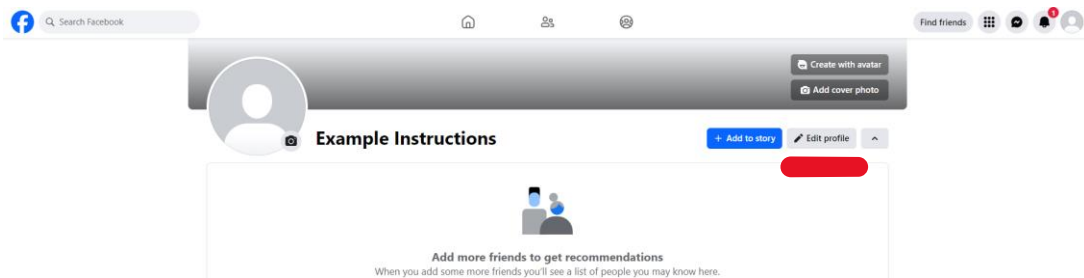 Search Facebook
Find friends
1
Create with avatar
Add cover photo
Example Instructions
+ Add to story
Edit profile
Add more friends to get recommendations
When you add some more friends you'll see a list of people you may know here.